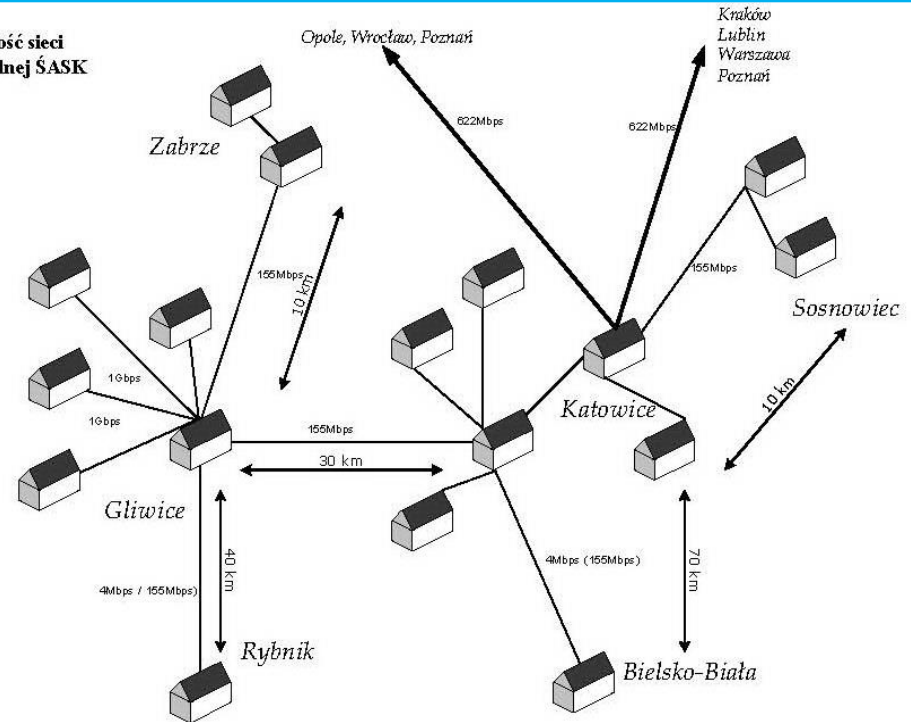 ość sieci
lnej ŚASK
Opole, Wrocław, Poznań
Kraków
Lublin
Warszawa
Poznań
622Mbps
622Mbps
Zabrze
155Mbps
10 km
155Mbps
Sosnowiec
10 km
1Gbps
1Gbps
155Mbps
30 km
Katowice
Gliwice
40 km
4Mbps / 155Mbps)
4Mbps (155Mbps)
70 km
Rybnik
Bielsko-Biała